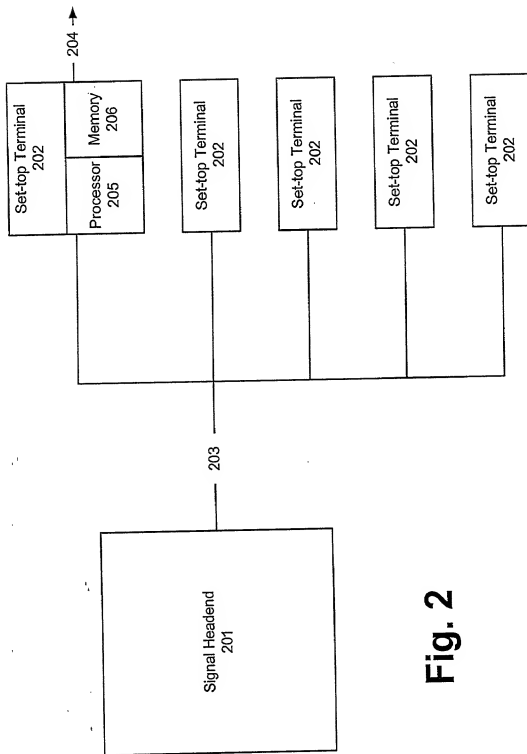 Signal Headend
201
203
Set-top Terminal
202
Processor
205
Memory
206
204
Set-top Terminal
202
Set-top Terminal
202
Set-top Terminal
202
Set-top Terminal
202
Fig. 2